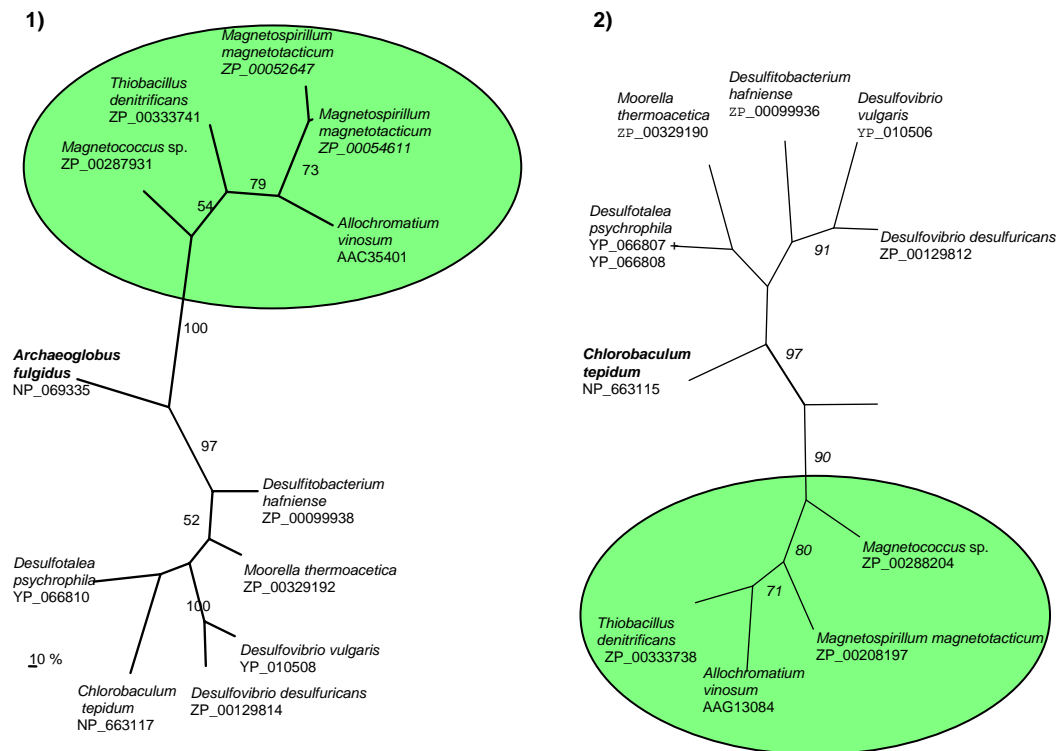 1)
Magnetospirillum
magnetotacticum
ZP_00052647
Thiobacillus
denitrificans
ZP_00333741
Magnetospirillum
magnetotacticum
ZP_00054611
Magnetococcus sp.
ZP_00287931
79
73
54
Allochromatium
vinosum
AAC35401
100
Archaeoglobus
fulgidus
NP_069335
97
Desulfitobacterium
hafniense
ZP_00099938
52
Desulfotalea
psychrophila
YP_066810
Moorella thermoacetica
ZP_00329192
100
Desulfovibrio vulgaris
YP_010508
10 %
Chlorobaculum
tepidum
NP_663117
Desulfovibrio desulfuricans
ZP_00129814
2)
Desulfitobacterium
hafniense
ZP_00099936
Moorella
thermoacetica
ZP_00329190
Desulfovibrio
vulgaris
YP_010506
Desulfotalea
psychrophila
YP_066807 +
YP_066808
91
Desulfovibrio desulfuricans
ZP_00129812
Chlorobaculum
tepidum
NP_663115
97
90
Magnetococcus sp.
ZP_00288204
80
71
Thiobacillus
denitrificans
ZP_00333738
Magnetospirillum magnetotacticum
ZP_00208197
Allochromatium
vinosum
AAG13084